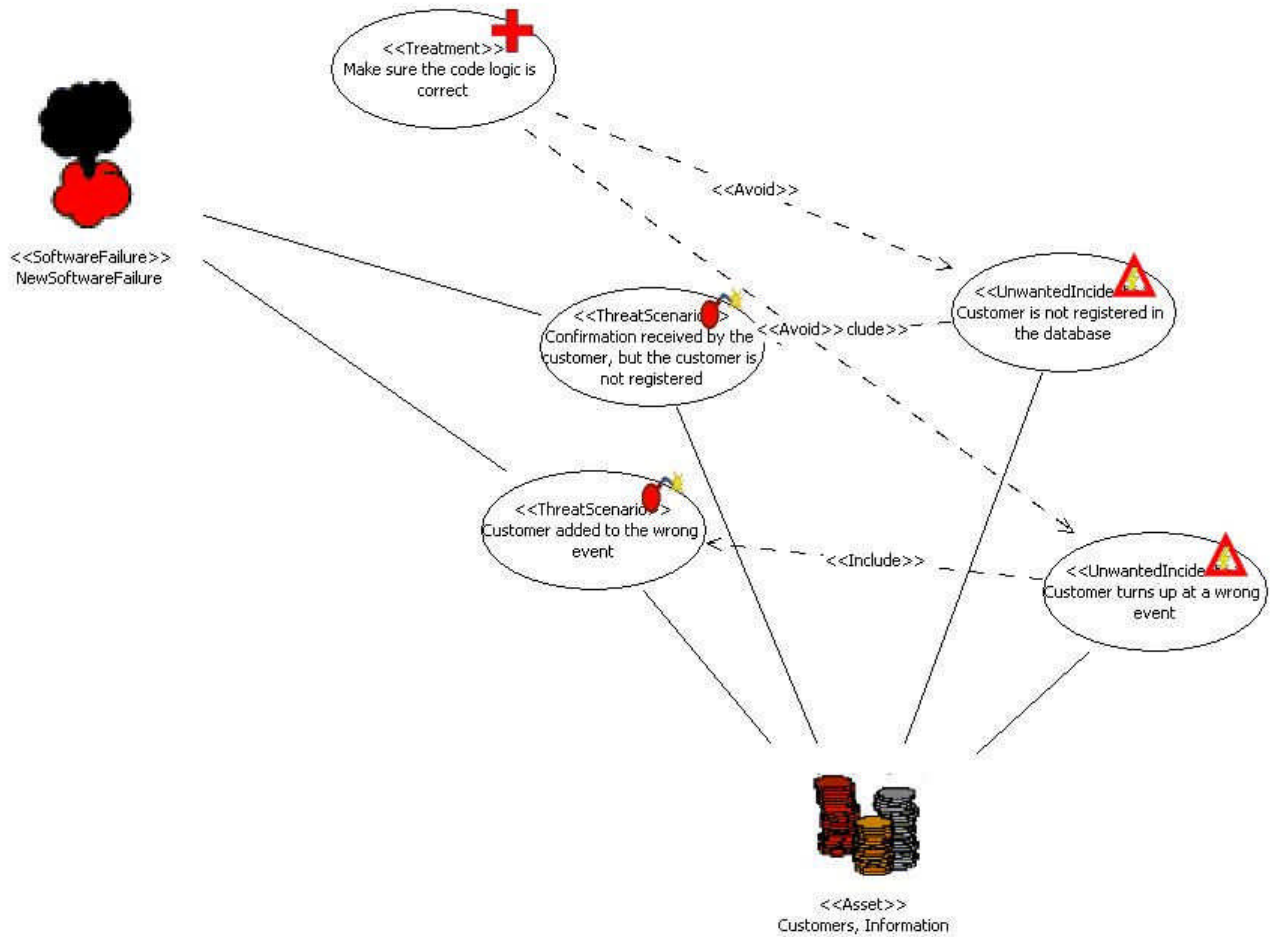 <<Treatment>>
Make sure the code logic is
correct
<<Avoid>>
<<SoftwareFailure>>
NewSoftwareFailure
<<UnwantedIncident
Customer is not registered in
the database
<<ThreatScenario>>
Confirmation received by the
customer, but the customer is
not registered
<<Avoid>> clude>>
<<ThreatScenario>>
Customer added to the wrong
event
<<Include>>
<<UnwantedIncident
Customer turns up at a wrong
event
<<Asset>>
Customers, Information